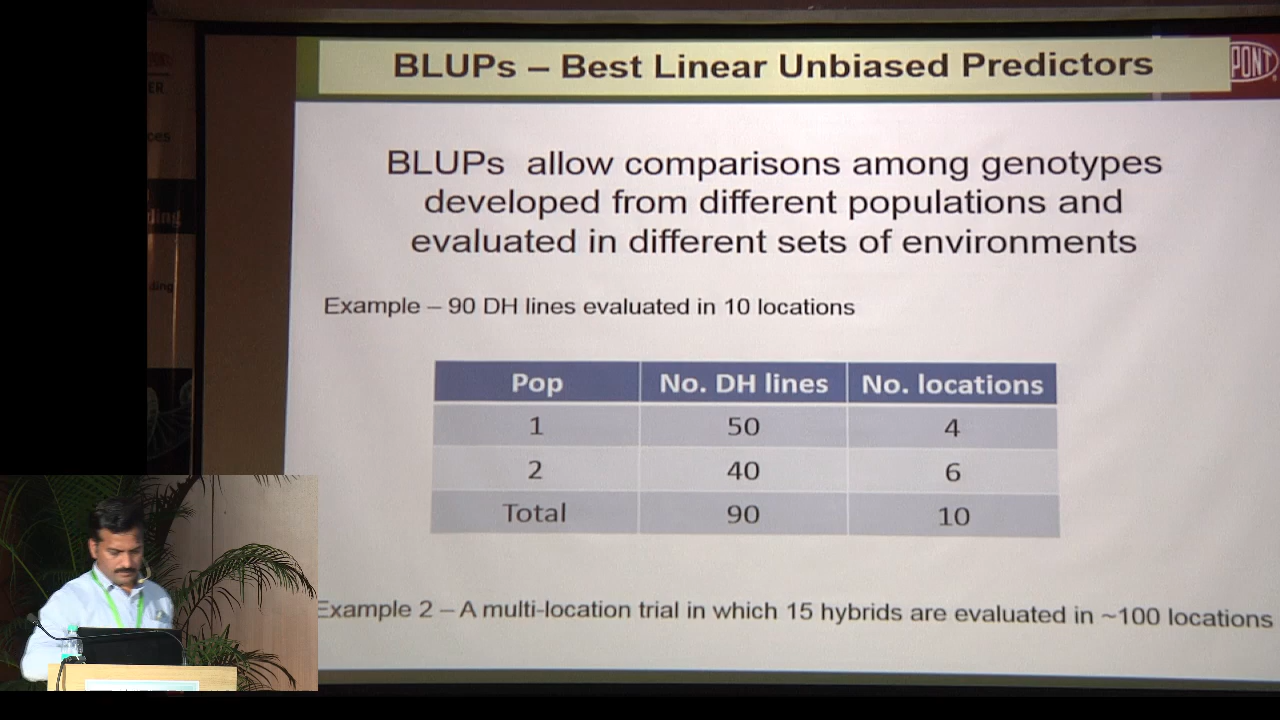 BLUPs – Best Linear Unbiased Predictors
PONT
ER.
BLUPs allow comparisons among genotypes
developed from different populations and
evaluated in different sets of environments
Example – 90 DH lines evaluated in 10 locations
Pop No. DH lines No. locations
1 50 4
2 40 6
Total 90 10
Example 2 – A multi-location trial in which 15 hybrids are evaluated in ~100 locations